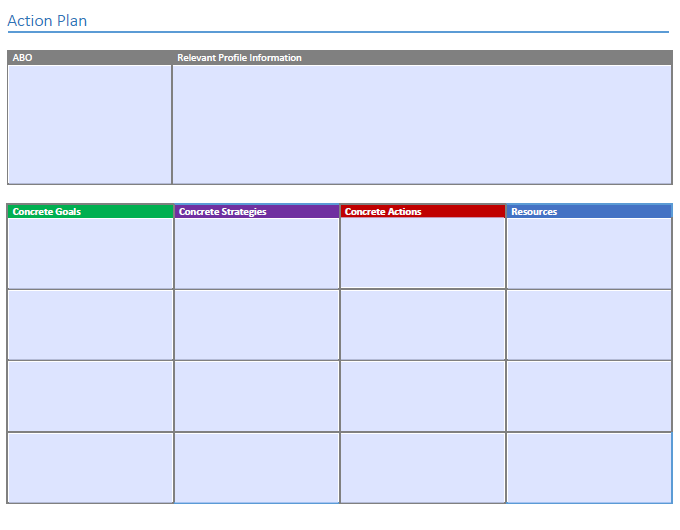 Action Plan
ABO Relevant Profile Information
Concrete Goals Concrete Strategies Concrete Actions Resources